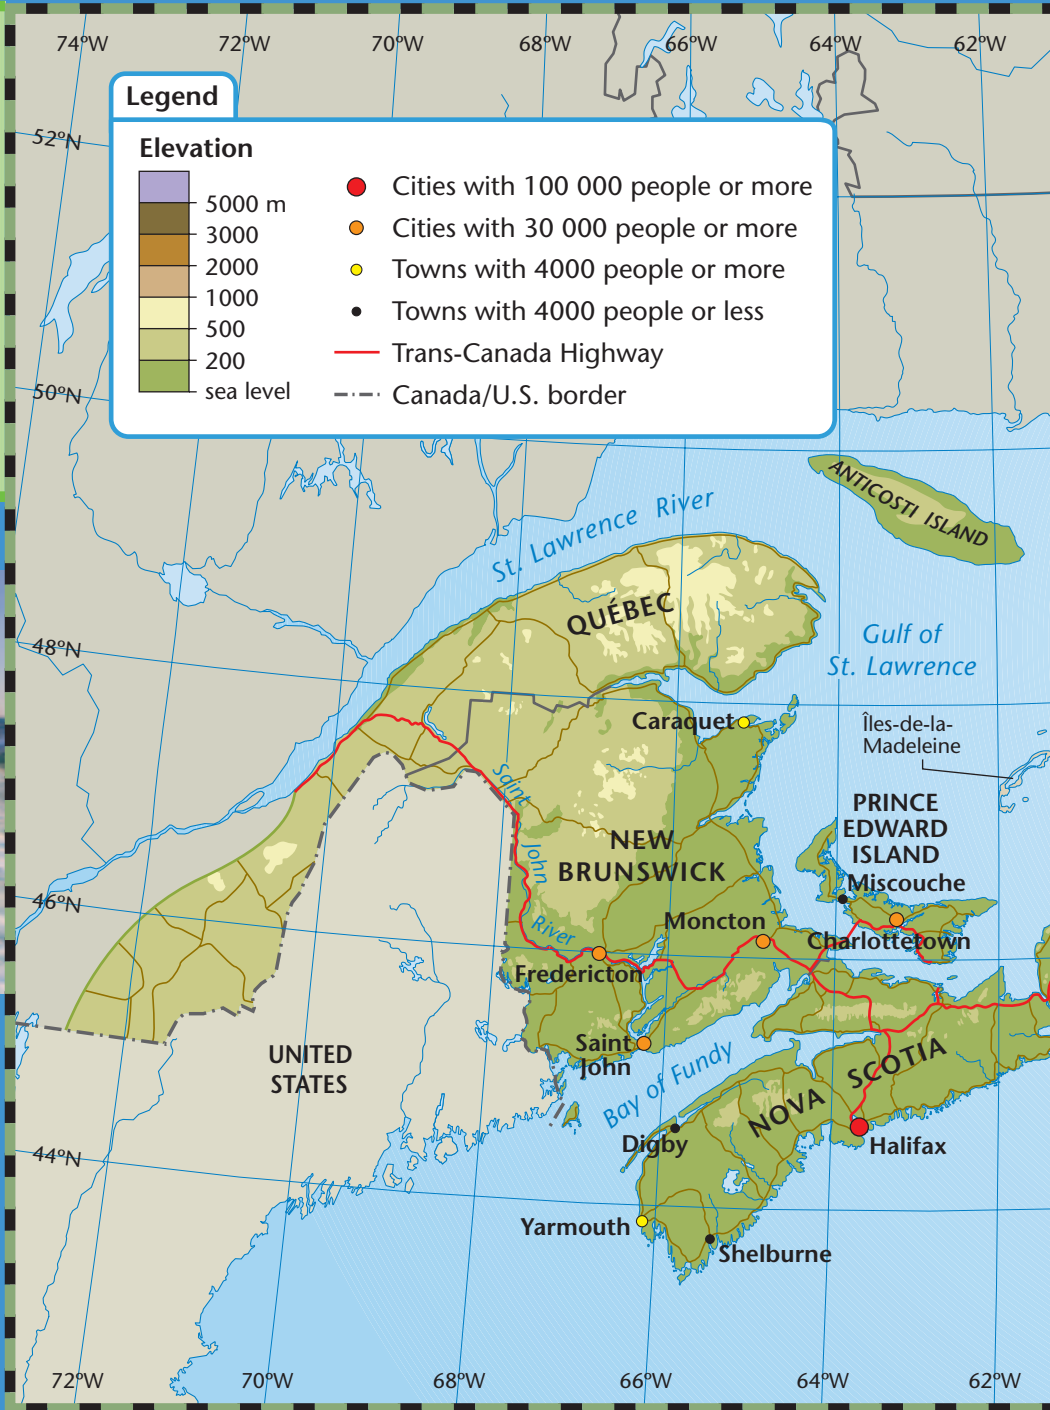 74°W 72°W 70°W 68°W 66°W 64°W 62°W
Legend
52°N
Elevation
5000 m
3000
2000
1000
500
200
sea level
Cities with 100 000 people or more
Cities with 30 000 people or more
Towns with 4000 people or more
Towns with 4000 people or less
Trans-Canada Highway
Canada/U.S. border
50°N
ANTICOSTI ISLAND
St. Lawrence River
QUÉBEC
48°N
Gulf of
St. Lawrence
Caraquet
Îles-de-la-
Madeleine
Saint
John
River
PRINCE
EDWARD
ISLAND
NEW
BRUNSWICK
Miscouche
46°N
Moncton
Charlottetown
Fredericton
Saint
John
UNITED
STATES
Bay of Fundy
NOVA SCOTIA
Digby
Halifax
44°N
Yarmouth
Shelburne
72°W 70°W 68°W 66°W 64°W 62°W